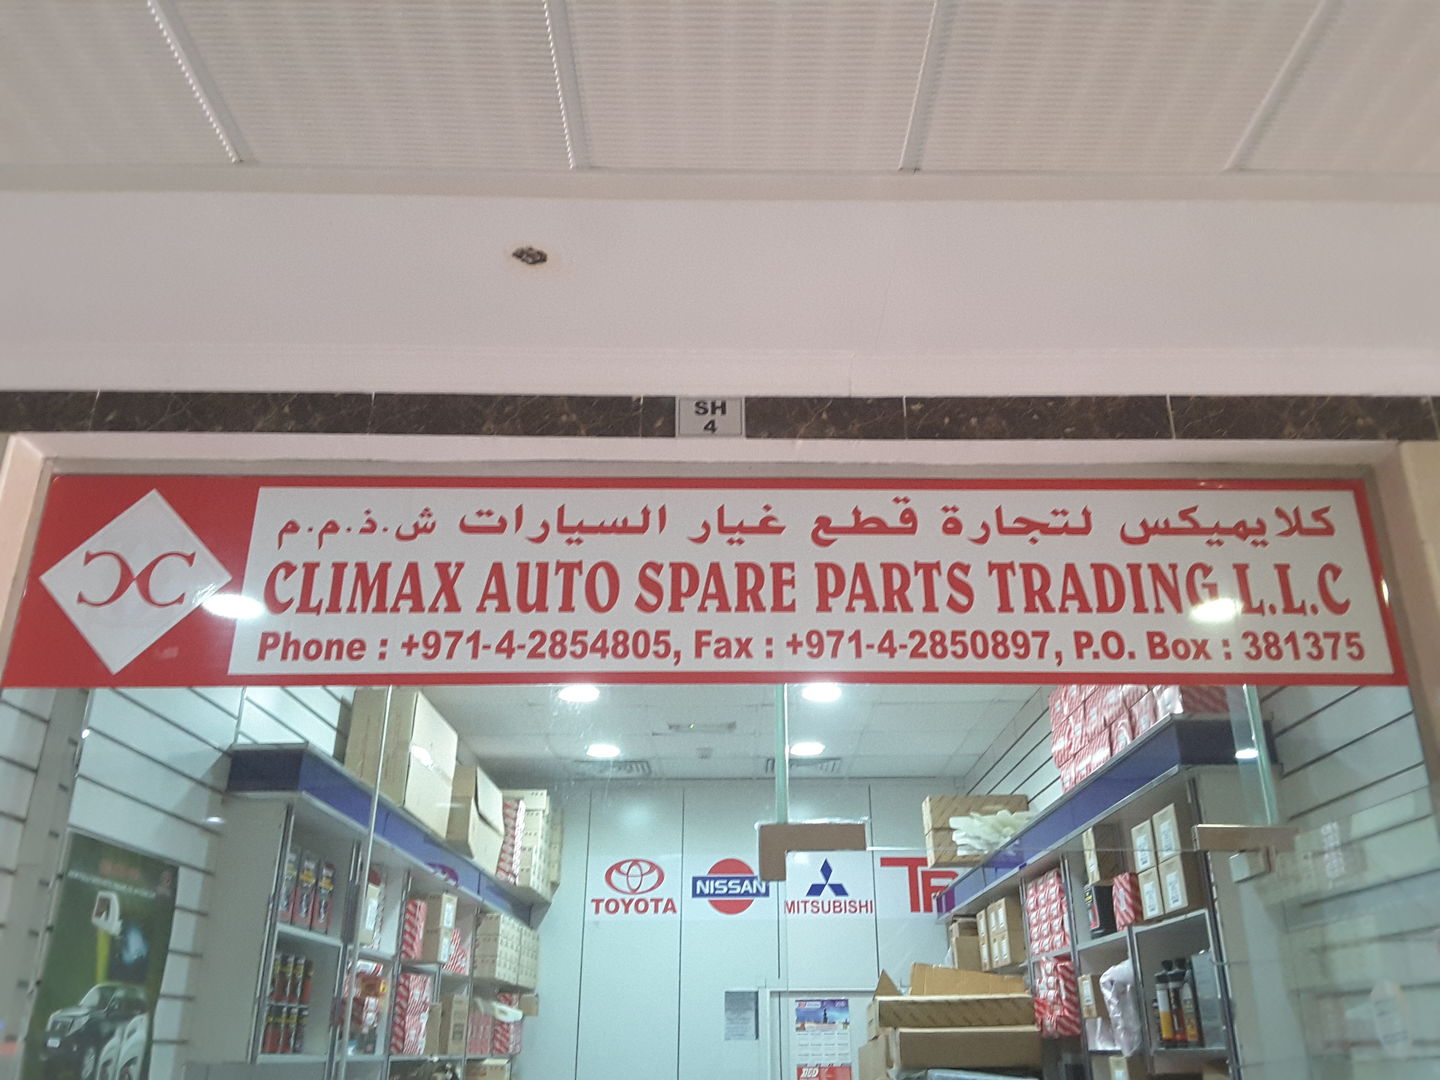 SH
4
كلايميكس لتجارة قطع غيار السيارات ش.ذ.م.م
CLIMAX AUTO SPARE PARTS TRADING L.L.C
Phone : +971-4-2854805, Fax : +971-4-2850897, P.O. Box : 381375
TOYOTA
NISSAN
MITSUBISHI